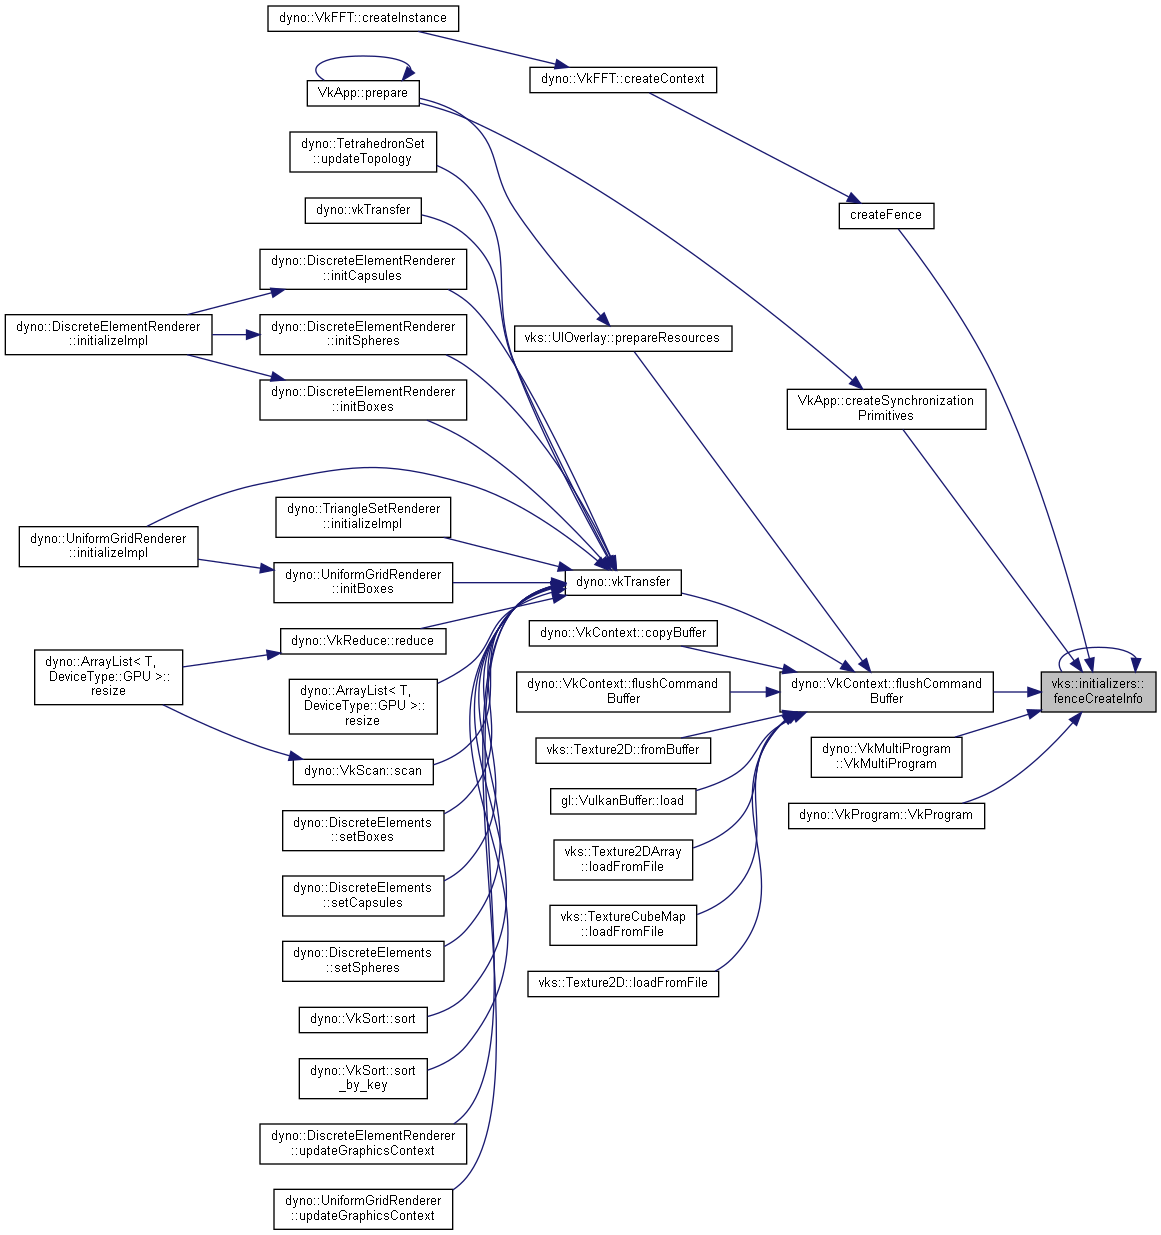 dyno::VkFFT::createInstance
dyno::VkFFT::createContext
VkApp::prepare
dyno::TetrahedronSet
::updateTopology
dyno::vkTransfer
createFence
dyno::DiscreteElementRenderer
::initCapsules
dyno::DiscreteElementRenderer
::initializeImpl
dyno::DiscreteElementRenderer
::initSpheres
vks::UIOverlay::prepareResources
dyno::DiscreteElementRenderer
::initBoxes
VkApp::createSynchronization
Primitives
dyno::TriangleSetRenderer
::initializeImpl
dyno::UniformGridRenderer
::initializeImpl
dyno::UniformGridRenderer
::initBoxes
dyno::vkTransfer
dyno::VkContext::copyBuffer
dyno::VkReduce::reduce
dyno::ArrayList< T,
DeviceType::GPU >::
resize
dyno::ArrayList< T,
DeviceType::GPU >::
resize
dyno::VkContext::flushCommand
Buffer
dyno::VkContext::flushCommand
Buffer
vks::initializers::
fenceCreateInfo
vks::Texture2D::fromBuffer
dyno::VkMultiProgram
::VkMultiProgram
dyno::VkScan::scan
gl::VulkanBuffer::load
dyno::VkProgram::VkProgram
dyno::DiscreteElements
::setBoxes
vks::Texture2DArray
::loadFromFile
dyno::DiscreteElements
::setCapsules
vks::TextureCubeMap
::loadFromFile
dyno::DiscreteElements
::setSpheres
vks::Texture2D::loadFromFile
dyno::VkSort::sort
dyno::VkSort::sort
_by_key
dyno::DiscreteElementRenderer
::updateGraphicsContext
dyno::UniformGridRenderer
::updateGraphicsContext